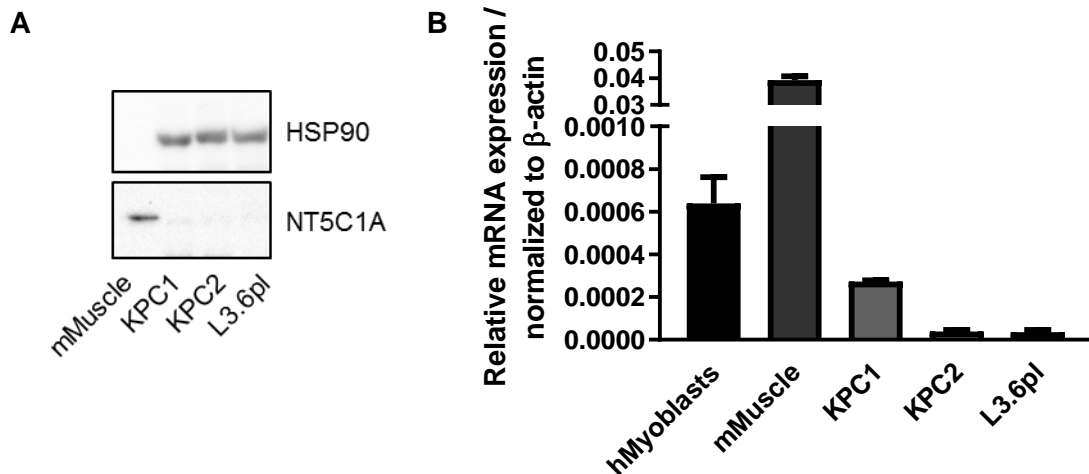 A
HSP90
NT5C1A
mMuscle
KPC1
KPC2
L3.6pl
B
Relative mRNA expression /
normalized to β-actin
0.05
0.04
0.03
0.0010
0.0008
0.0006
0.0004
0.0002
0.0000
hMyoblasts
mMuscle
KPC1
KPC2
L3.6pl